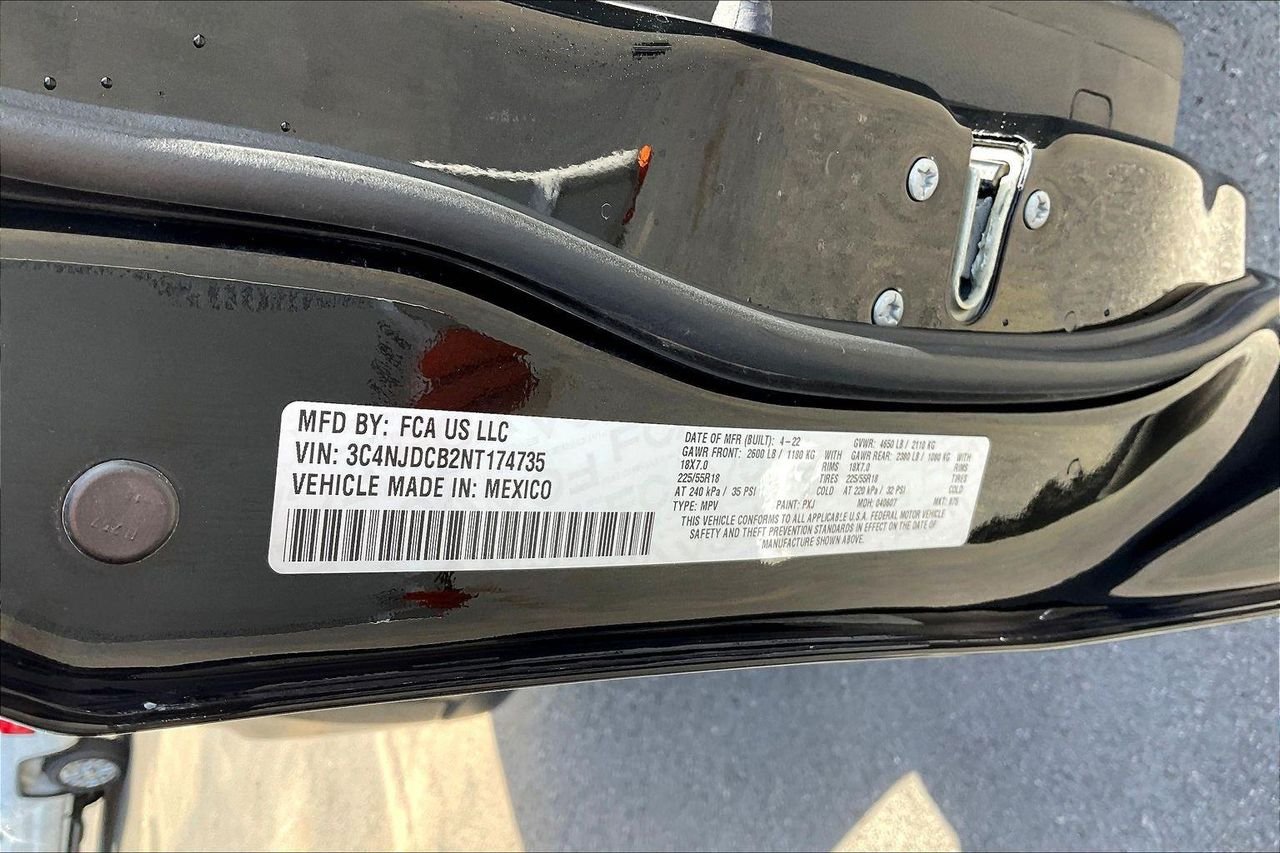 MFD BY: FCA US LLC
VIN: 3C4NJDCB2NT174735
VEHICLE MADE IN: MEXICO
DATE OF MFR (BUILT): 4-22 GVWR: 4650 LB / 2110 KG
GAWR FRONT: 2600 LB / 1180 KG WITH GAWR REAR: 2380 LB / 1080 KG WITH
18X7.0 RIMS 18X7.0 RIMS
225/55R18 TIRES 225/55R18 TIRES
AT 240 kPa / 35 PSI COLD AT 220 kPa / 32 PSI COLD
TYPE: MPV PAINT: PXJ MDH: 040607 MKT:
THIS VEHICLE CONFORMS TO ALL APPLICABLE U.S.A. FEDERAL MOTOR VEHICLE
SAFETY AND THEFT PREVENTION STANDARDS IN EFFECT ON THE DATE OF
MANUFACTURE SHOWN ABOVE.